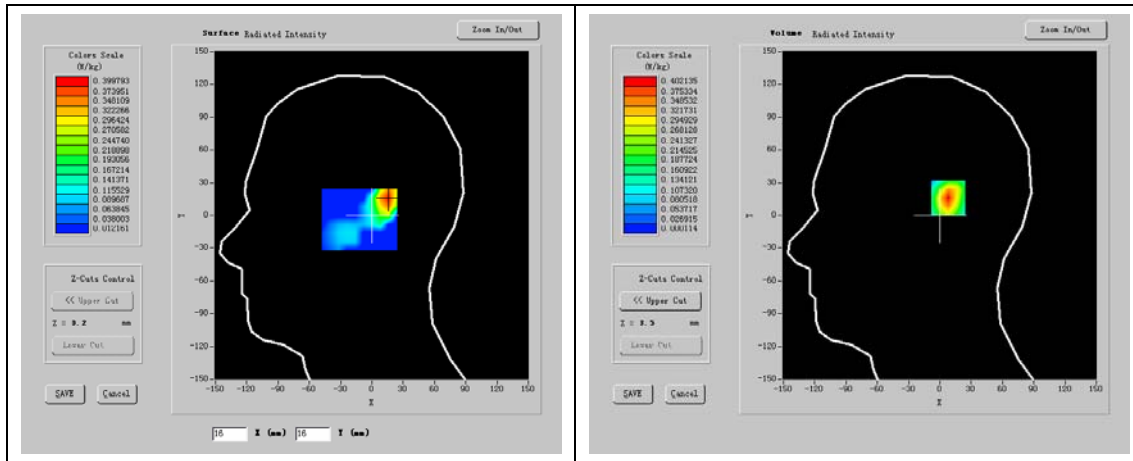 Surface Radiated Intensity
Zoom In/Out
Colors Scale
(W/kg)
0.399793
0.373951
0.348109
0.322266
0.296424
0.270582
0.244740
0.218898
0.193056
0.167214
0.141371
0.115529
0.089687
0.063845
0.038003
0.012161
Z-Cuts Control
<< Upper Cut
Z = mm
Lower Cut
SAVE Cancel
150
120
90
60
30
0
-30
-60
-90
-120
-150
Y
-150 -120 -90 -60 -30 0 30 60 90 120 150
X
16 X (mm) 16 Y (mm)
Volume Radiated Intensity
Zoom In/Out
Colors Scale
(W/kg)
0.402135
0.375334
0.348532
0.321731
0.294929
0.268128
0.241327
0.214525
0.187724
0.160922
0.134121
0.107320
0.080518
0.053717
0.026915
0.000114
Z-Cuts Control
<< Upper Cut
Z = mm
Lower Cut
SAVE Cancel
150
120
90
60
30
0
-30
-60
-90
-120
-150
Y
-150 -120 -90 -60 -30 0 30 60 90 120 150
X